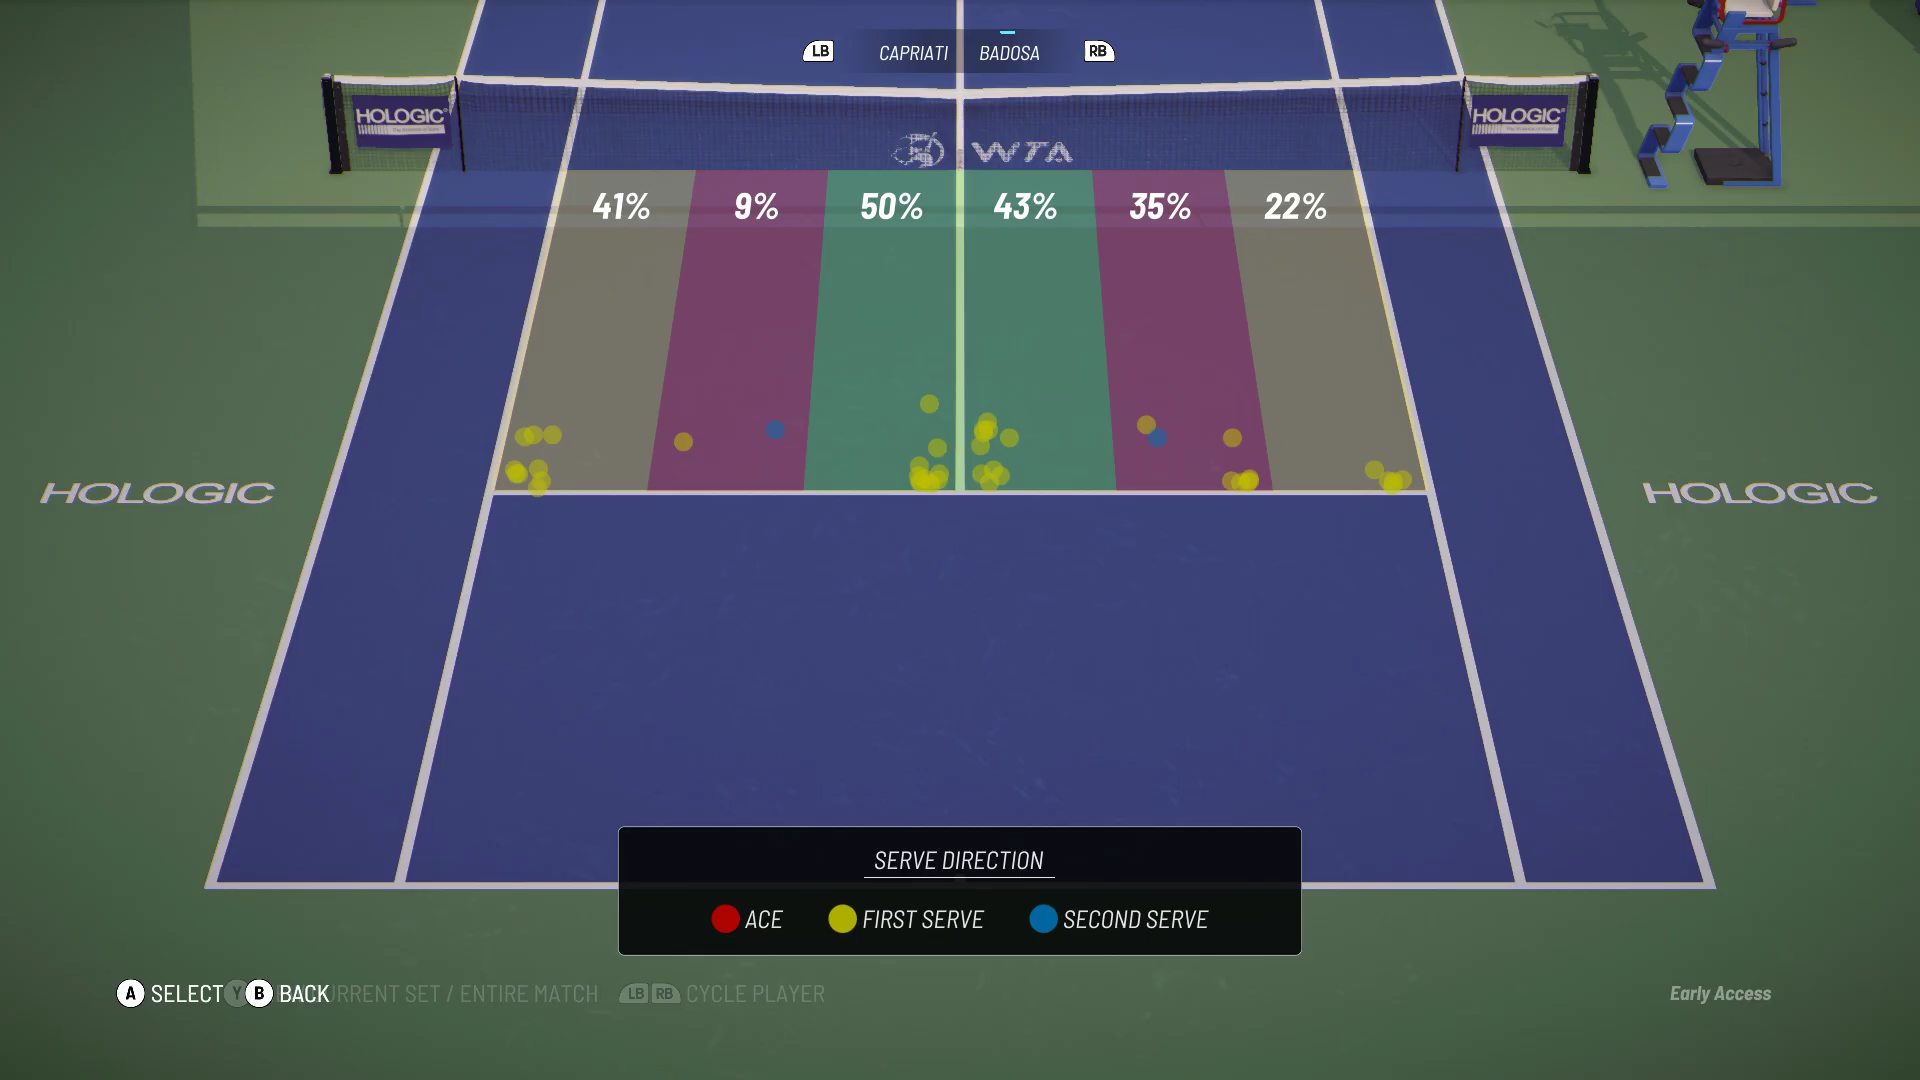 LB CAPRIATI BADOSA RB
HOLOGIC HOLOGIC
50 WTA
41% 9% 50% 43% 35% 22%
HOLOGIC HOLOGIC
SERVE DIRECTION
ACE FIRST SERVE SECOND SERVE
A SELECT Y B BACK RRENT SET / ENTIRE MATCH LB RB CYCLE PLAYER
Early Access